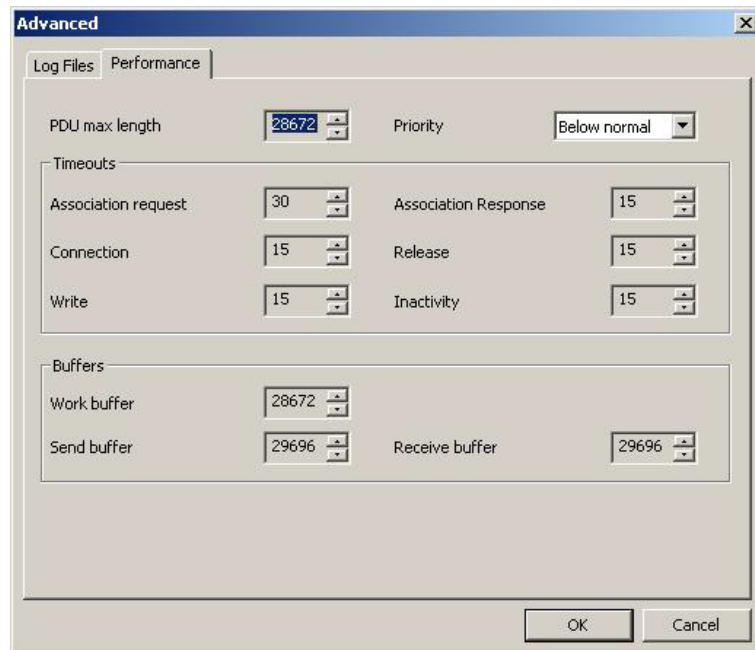 Advanced
Log Files Performance
PDU max length 28672 Priority Below normal
Timeouts
Association request 30 Association Response 15
Connection 15 Release 15
Write 15 Inactivity 15
Buffers
Work buffer 28672
Send buffer 29696 Receive buffer 29696
OK Cancel